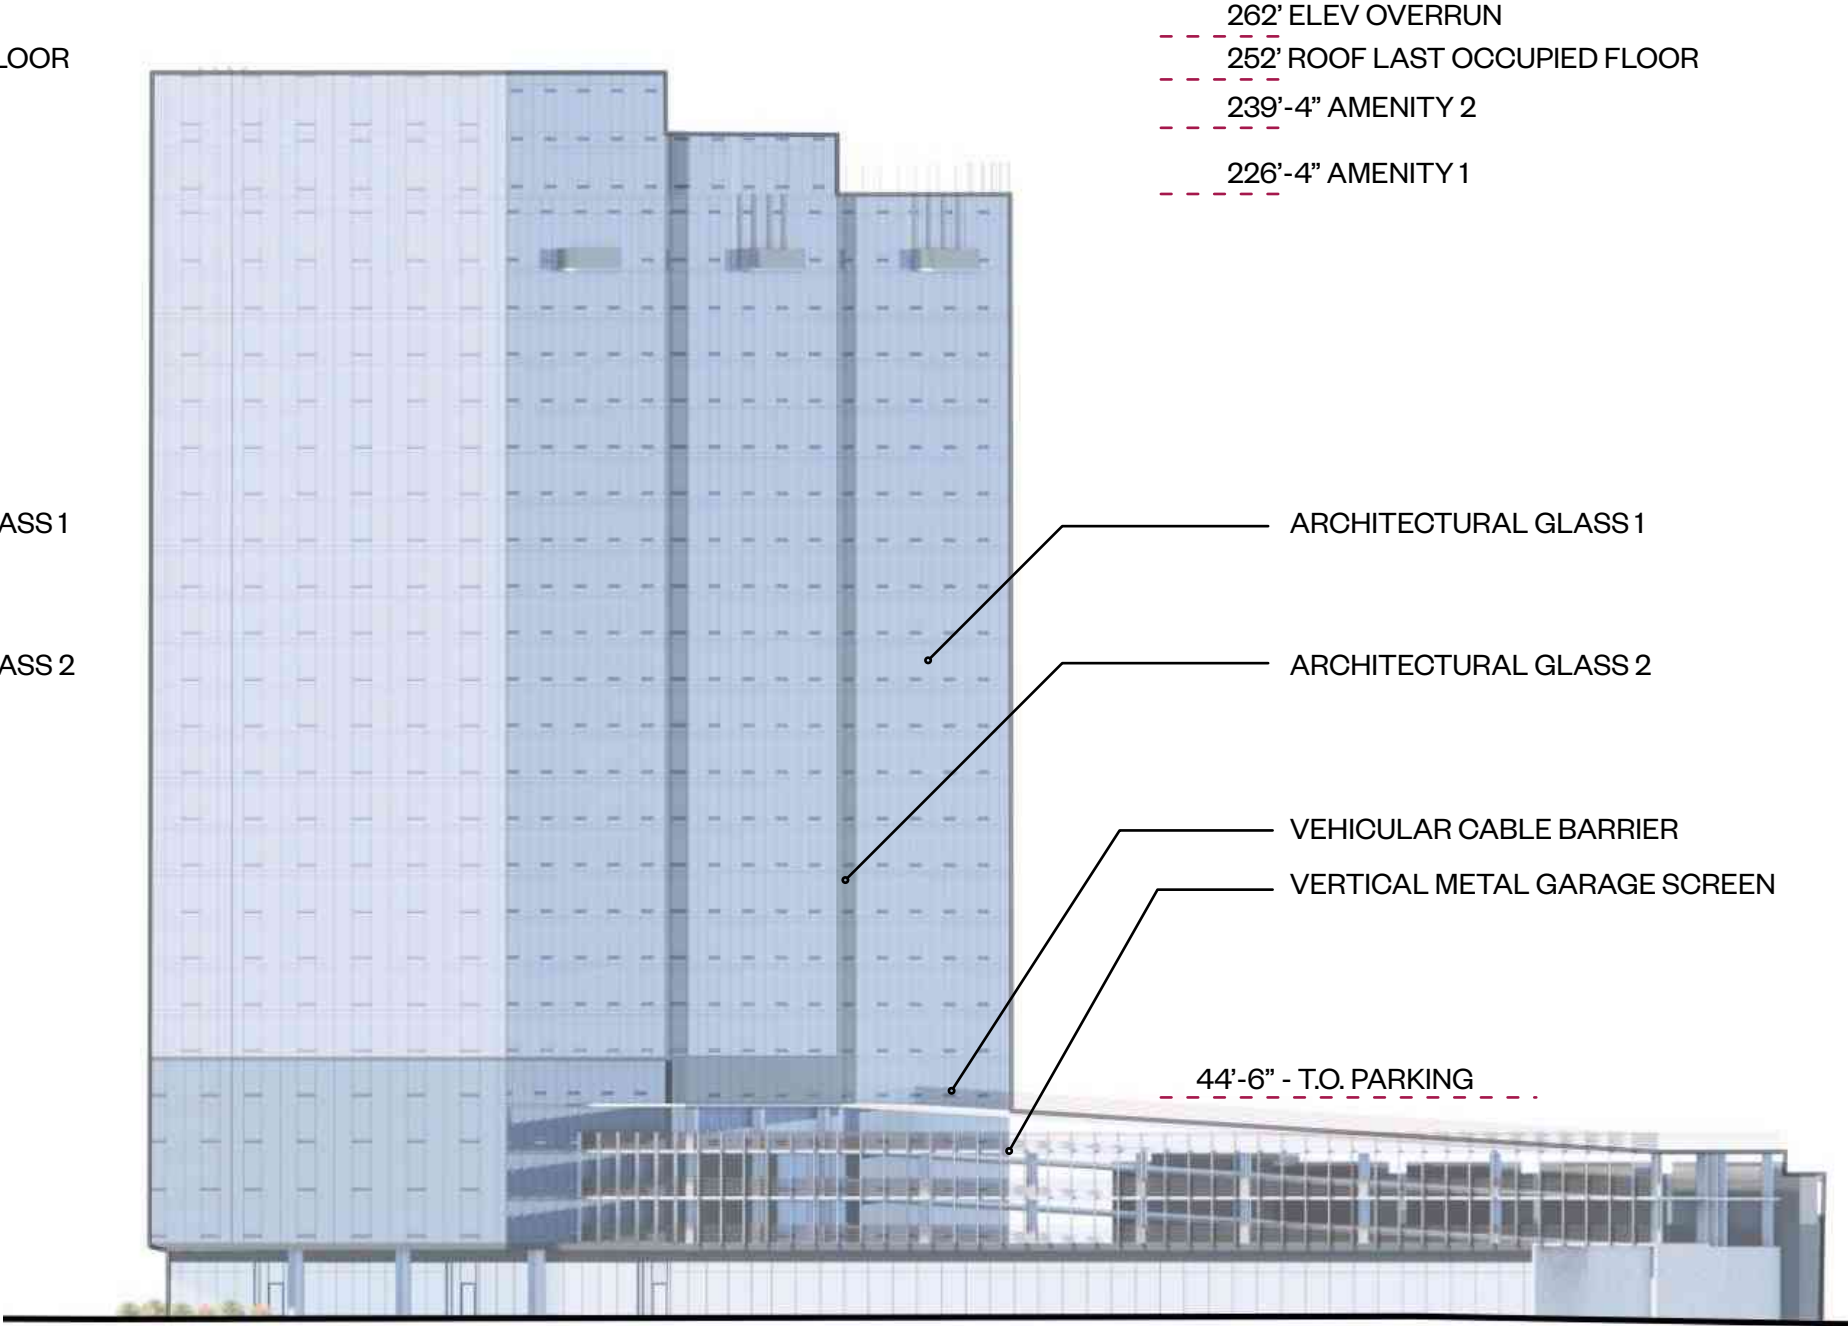 262’ ELEV OVERRUN
LOOR
252’ ROOF LAST OCCUPIED FLOOR
239’-4” AMENITY 2
226’-4” AMENITY 1
ASS 1
ARCHITECTURAL GLASS 1
ASS 2
ARCHITECTURAL GLASS 2
VEHICULAR CABLE BARRIER
VERTICAL METAL GARAGE SCREEN
44’-6” - T.O. PARKING